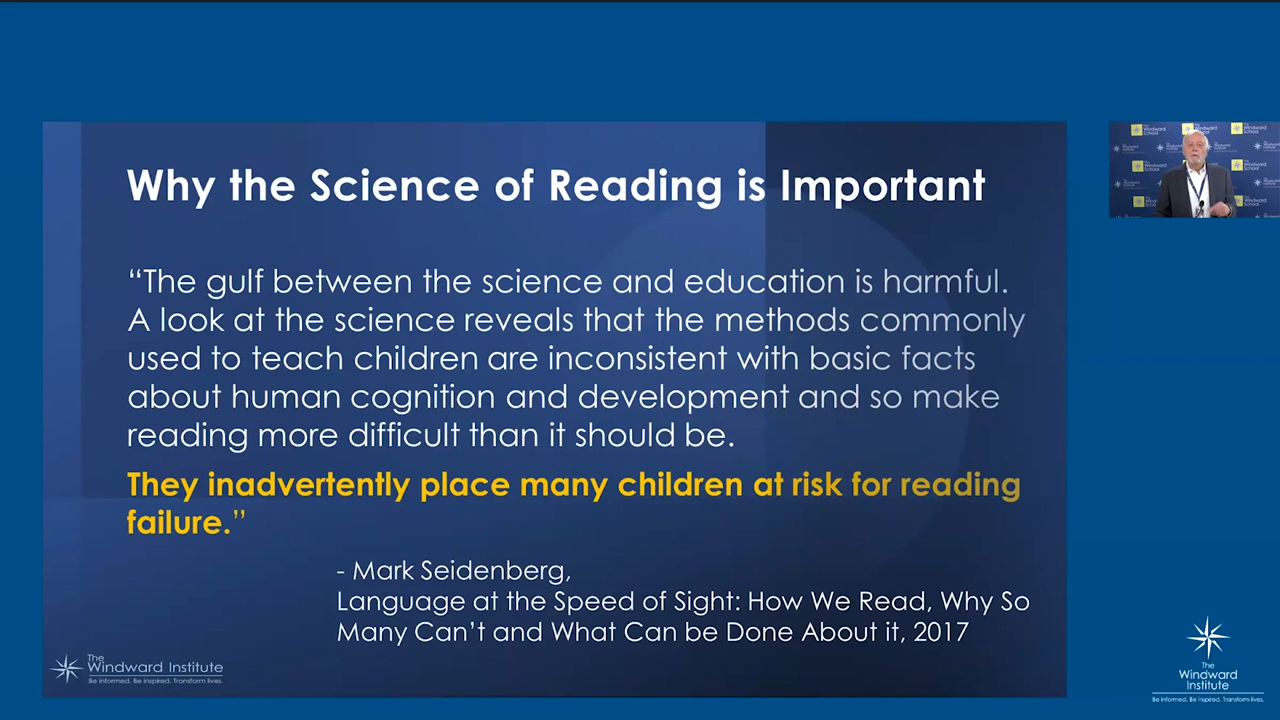 Why the Science of Reading is Important
“The gulf between the science and education is harmful.
A look at the science reveals that the methods commonly
used to teach children are inconsistent with basic facts
about human cognition and development and so make
reading more difficult than it should be.
They inadvertently place many children at risk for reading
failure.”
- Mark Seidenberg,
Language at the Speed of Sight: How We Read, Why So
Many Can’t and What Can be Done About it, 2017
The
Windward Institute
Be informed. Be inspired. Transform lives.
The
Windward
School
The
Windward
Institute
Be informed. Be inspired. Transform lives.